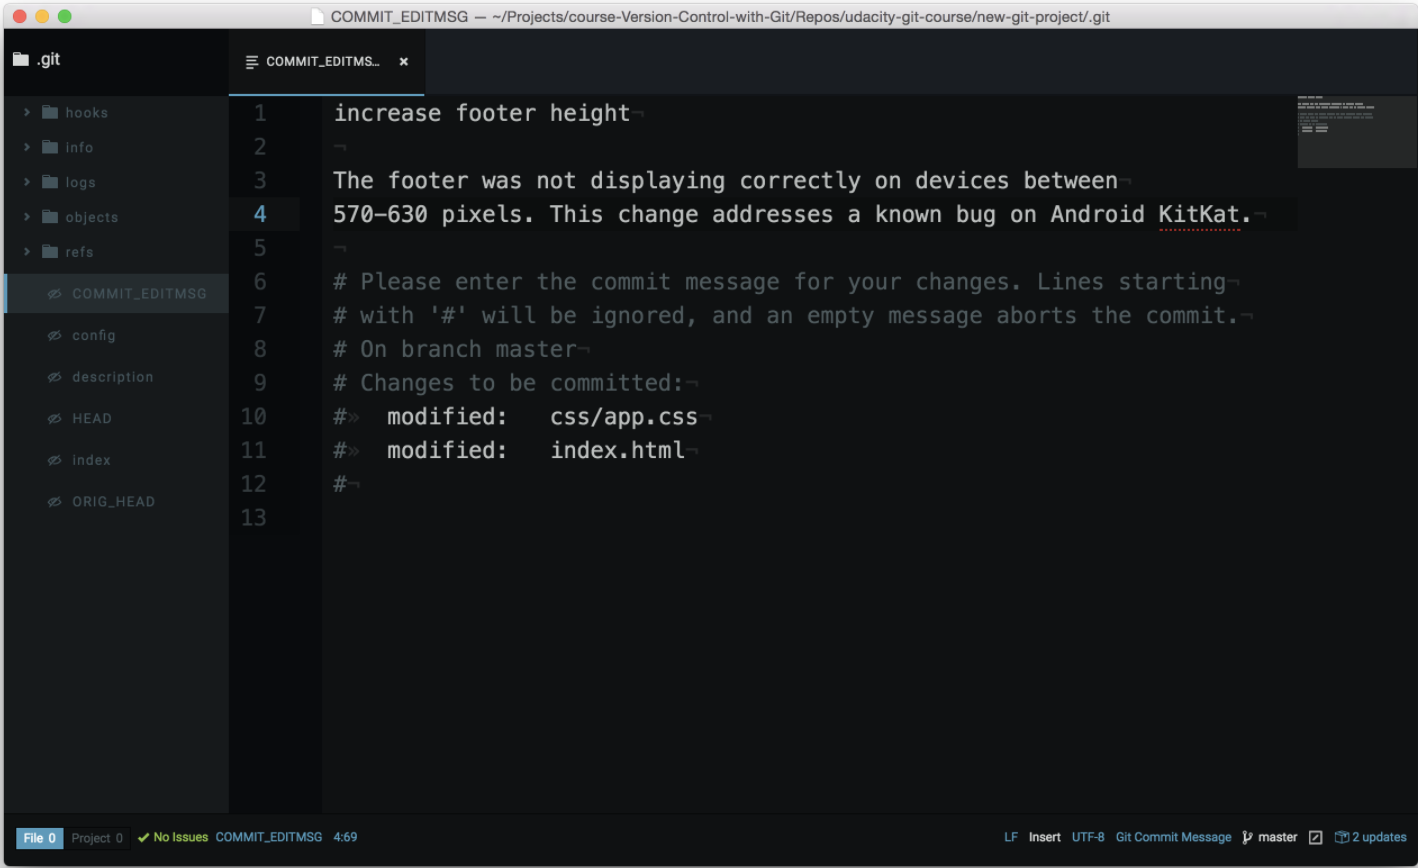 COMMIT_EDITMSG — ~/Projects/course-Version-Control-with-Git/Repos/udacity-git-course/new-git-project/.git
.git
COMMIT_EDITMS…
hooks
info
logs
objects
refs
COMMIT_EDITMSG
config
description
HEAD
index
ORIG_HEAD
1 increase footer height¬
2 ¬
3 The footer was not displaying correctly on devices between¬
4 570-630 pixels. This change addresses a known bug on Android KitKat.¬
5 ¬
6 # Please enter the commit message for your changes. Lines starting¬
7 # with '#' will be ignored, and an empty message aborts the commit.¬
8 # On branch master¬
9 # Changes to be committed:¬
10 #» modified: css/app.css¬
11 #» modified: index.html¬
12 #¬
13
File 0 Project 0 No Issues COMMIT_EDITMSG 4:69 LF Insert UTF-8 Git Commit Message master 2 updates